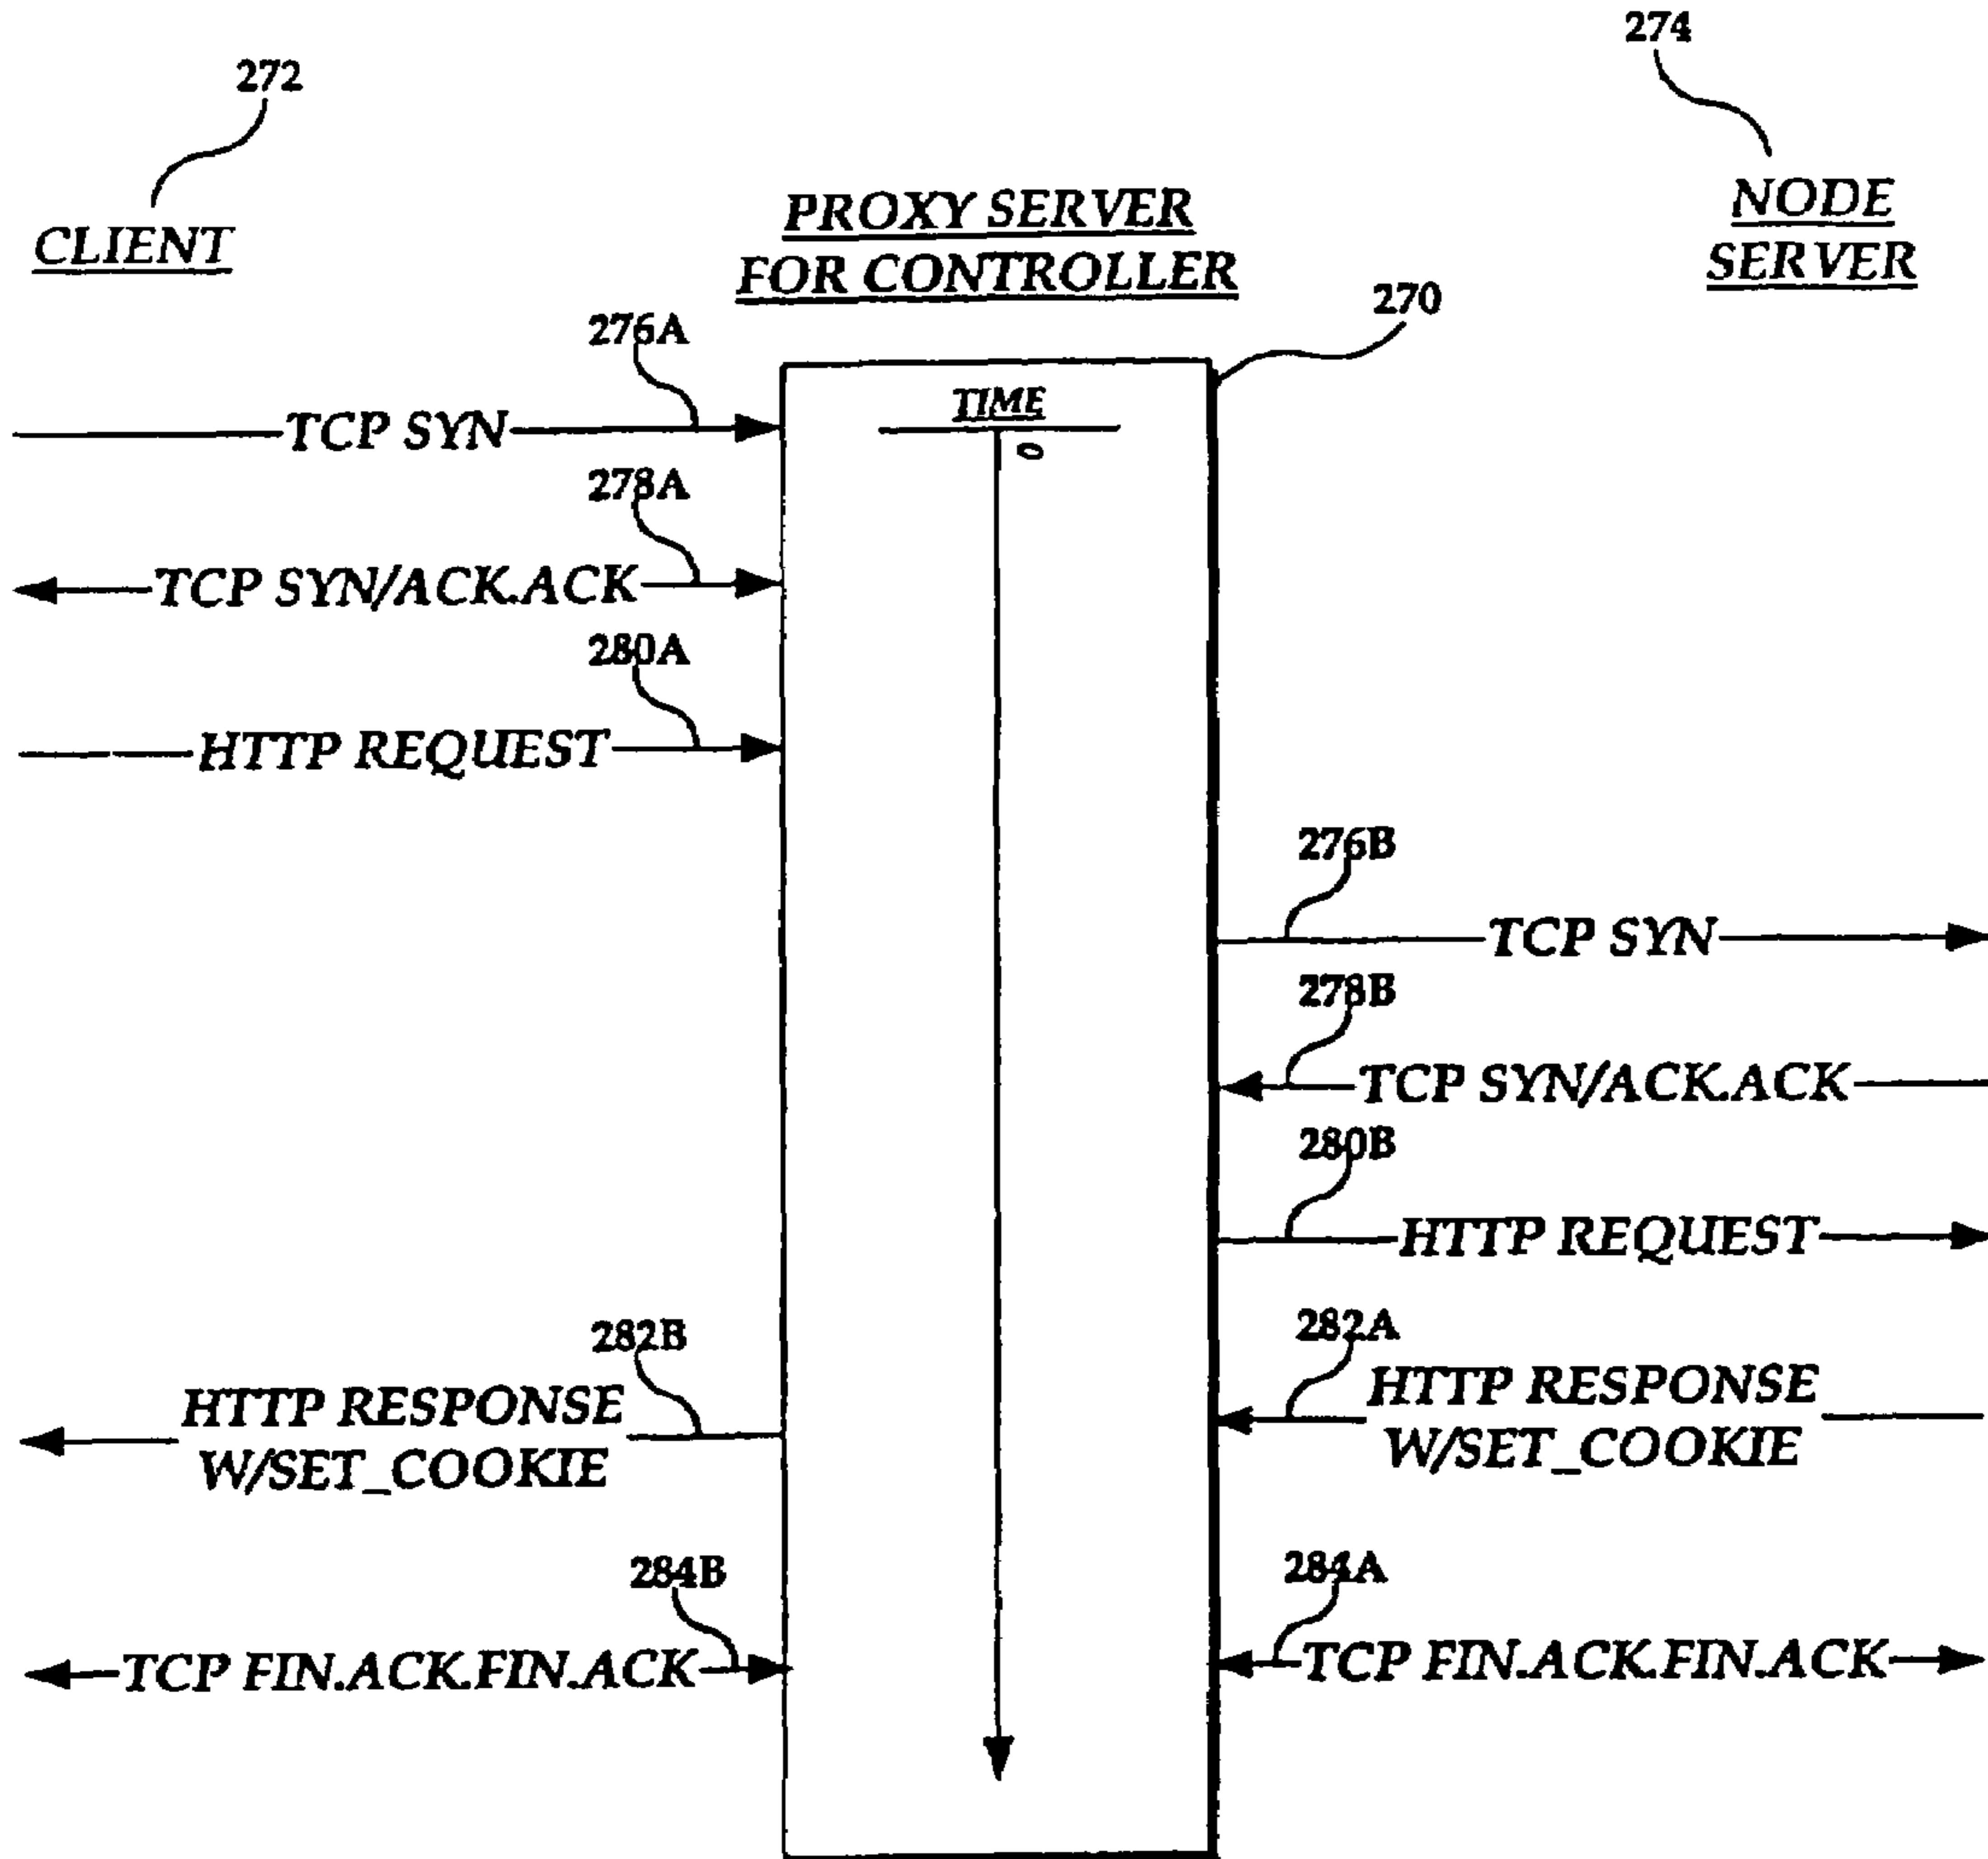 274
272
NODE
SERVER
PROXY SERVER
FOR CONTROLLER
CLIENT
270
276A
TIME
0
TCP SYN
278A
TCP SYN/ACK.ACK
280A
HTTP REQUEST
276B
TCP SYN
278B
TCP SYN/ACK.ACK
280B
HTTP REQUEST
282B
282A
HTTP RESPONSE
W/SET_COOKIE
HTTP RESPONSE
W/SET_COOKIE
284B
284A
TCP FIN.ACK.FIN.ACK
TCP FIN.ACK.FIN.ACK